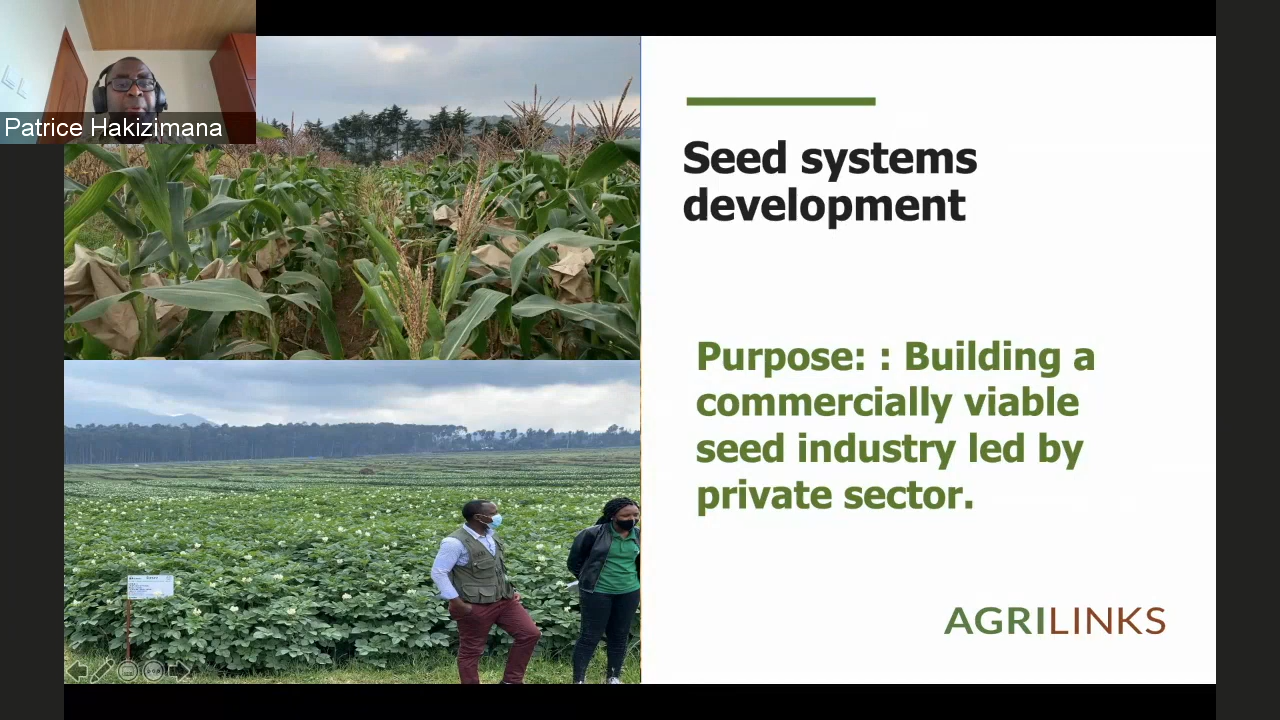 Patrice Hakizimana
Seed systems
development
Purpose: : Building a
commercially viable
seed industry led by
private sector.
AGRILINKS